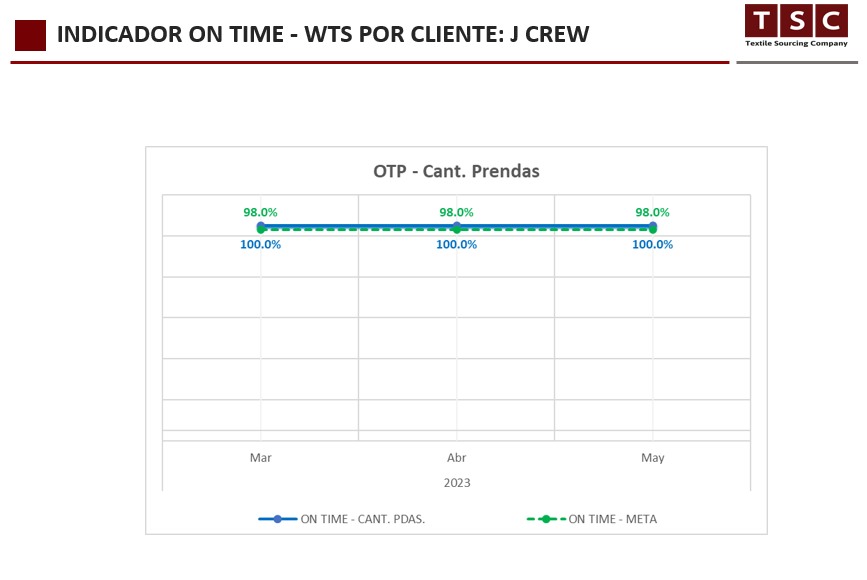 INDICADOR ON TIME - WTS POR CLIENTE: J CREW
TSC
Textile Sourcing Company
OTP - Cant. Prendas
98.0% 98.0% 98.0%
100.0% 100.0% 100.0%
Mar Abr May
2023
ON TIME - CANT. PDAS. ON TIME - META